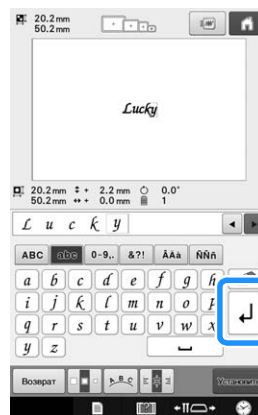 20.2 mm
50.2 mm
Lucky
20.2 mm + 2.2 mm 0.0°
50.2 mm + 0.0 mm 1
L u c k y
ABC abc 0-9,. &?! ÄÀà ÑÑñ
a b c d e f g h
i j k l m n o p
q r s t u v w x
y z
Возврат ABC Установить